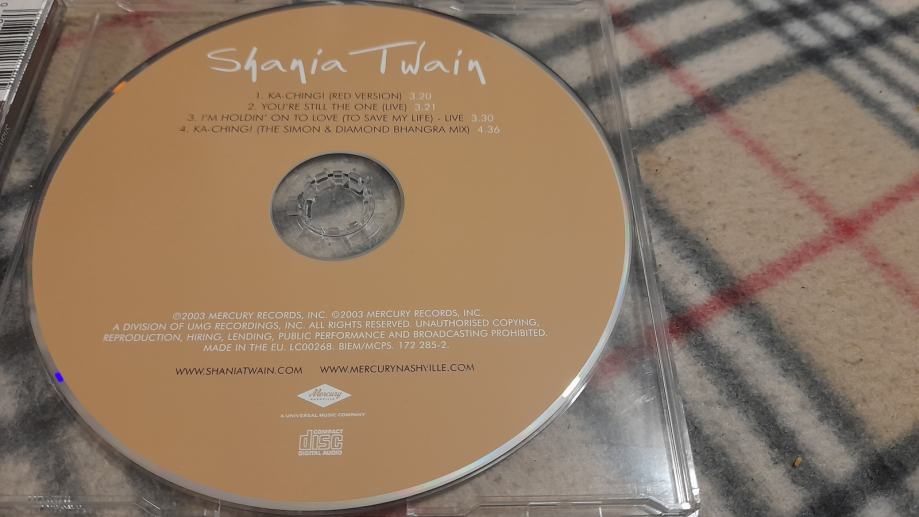 Shania Twain
1. KA-CHING! (RED VERSION) 3.20
2. YOU'RE STILL THE ONE (LIVE) 3.21
3. I'M HOLDIN' ON TO LOVE (TO SAVE MY LIFE) - LIVE 3.30
4. KA-CHING! (THE SIMON & DIAMOND BHANGRA MIX) 4.36
©2003 MERCURY RECORDS, INC. ©2003 MERCURY RECORDS, INC.
A DIVISION OF UMG RECORDINGS, INC. ALL RIGHTS RESERVED. UNAUTHORISED COPYING,
REPRODUCTION, HIRING, LENDING, PUBLIC PERFORMANCE AND BROADCASTING PROHIBITED.
MADE IN THE EU. LC00268. BIEM/MCPS. 172 285-2.
WWW.SHANIATWAIN.COM WWW.MERCURYNASHVILLE.COM
Mercury
NASHVILLE
A UNIVERSAL MUSIC COMPANY
COMPACT
disc
DIGITAL AUDIO